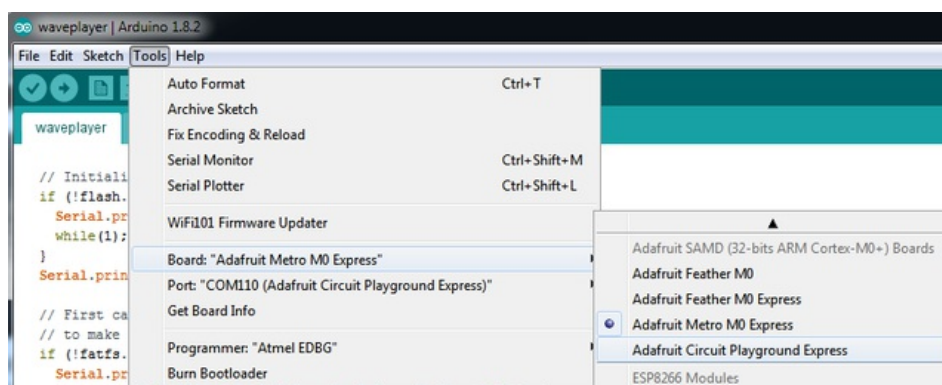 waveplayer | Arduino 1.8.2
File Edit Sketch Tools Help
Auto Format Ctrl+T
Archive Sketch
Fix Encoding & Reload
Serial Monitor Ctrl+Shift+M
Serial Plotter Ctrl+Shift+L
WiFi101 Firmware Updater
Board: "Adafruit Metro M0 Express"
Port: "COM110 (Adafruit Circuit Playground Express)"
Get Board Info
Programmer: "Atmel EDBG"
Burn Bootloader
Adafruit SAMD (32-bits ARM Cortex-M0+) Boards
Adafruit Feather M0
Adafruit Feather M0 Express
Adafruit Metro M0 Express
Adafruit Circuit Playground Express
ESP8266 Modules
waveplayer
// Initiali
if (!flash.
Serial.pr
while(1);
}
Serial.prin
// First ca
// to make
if (!fatfs.
Serial.pr